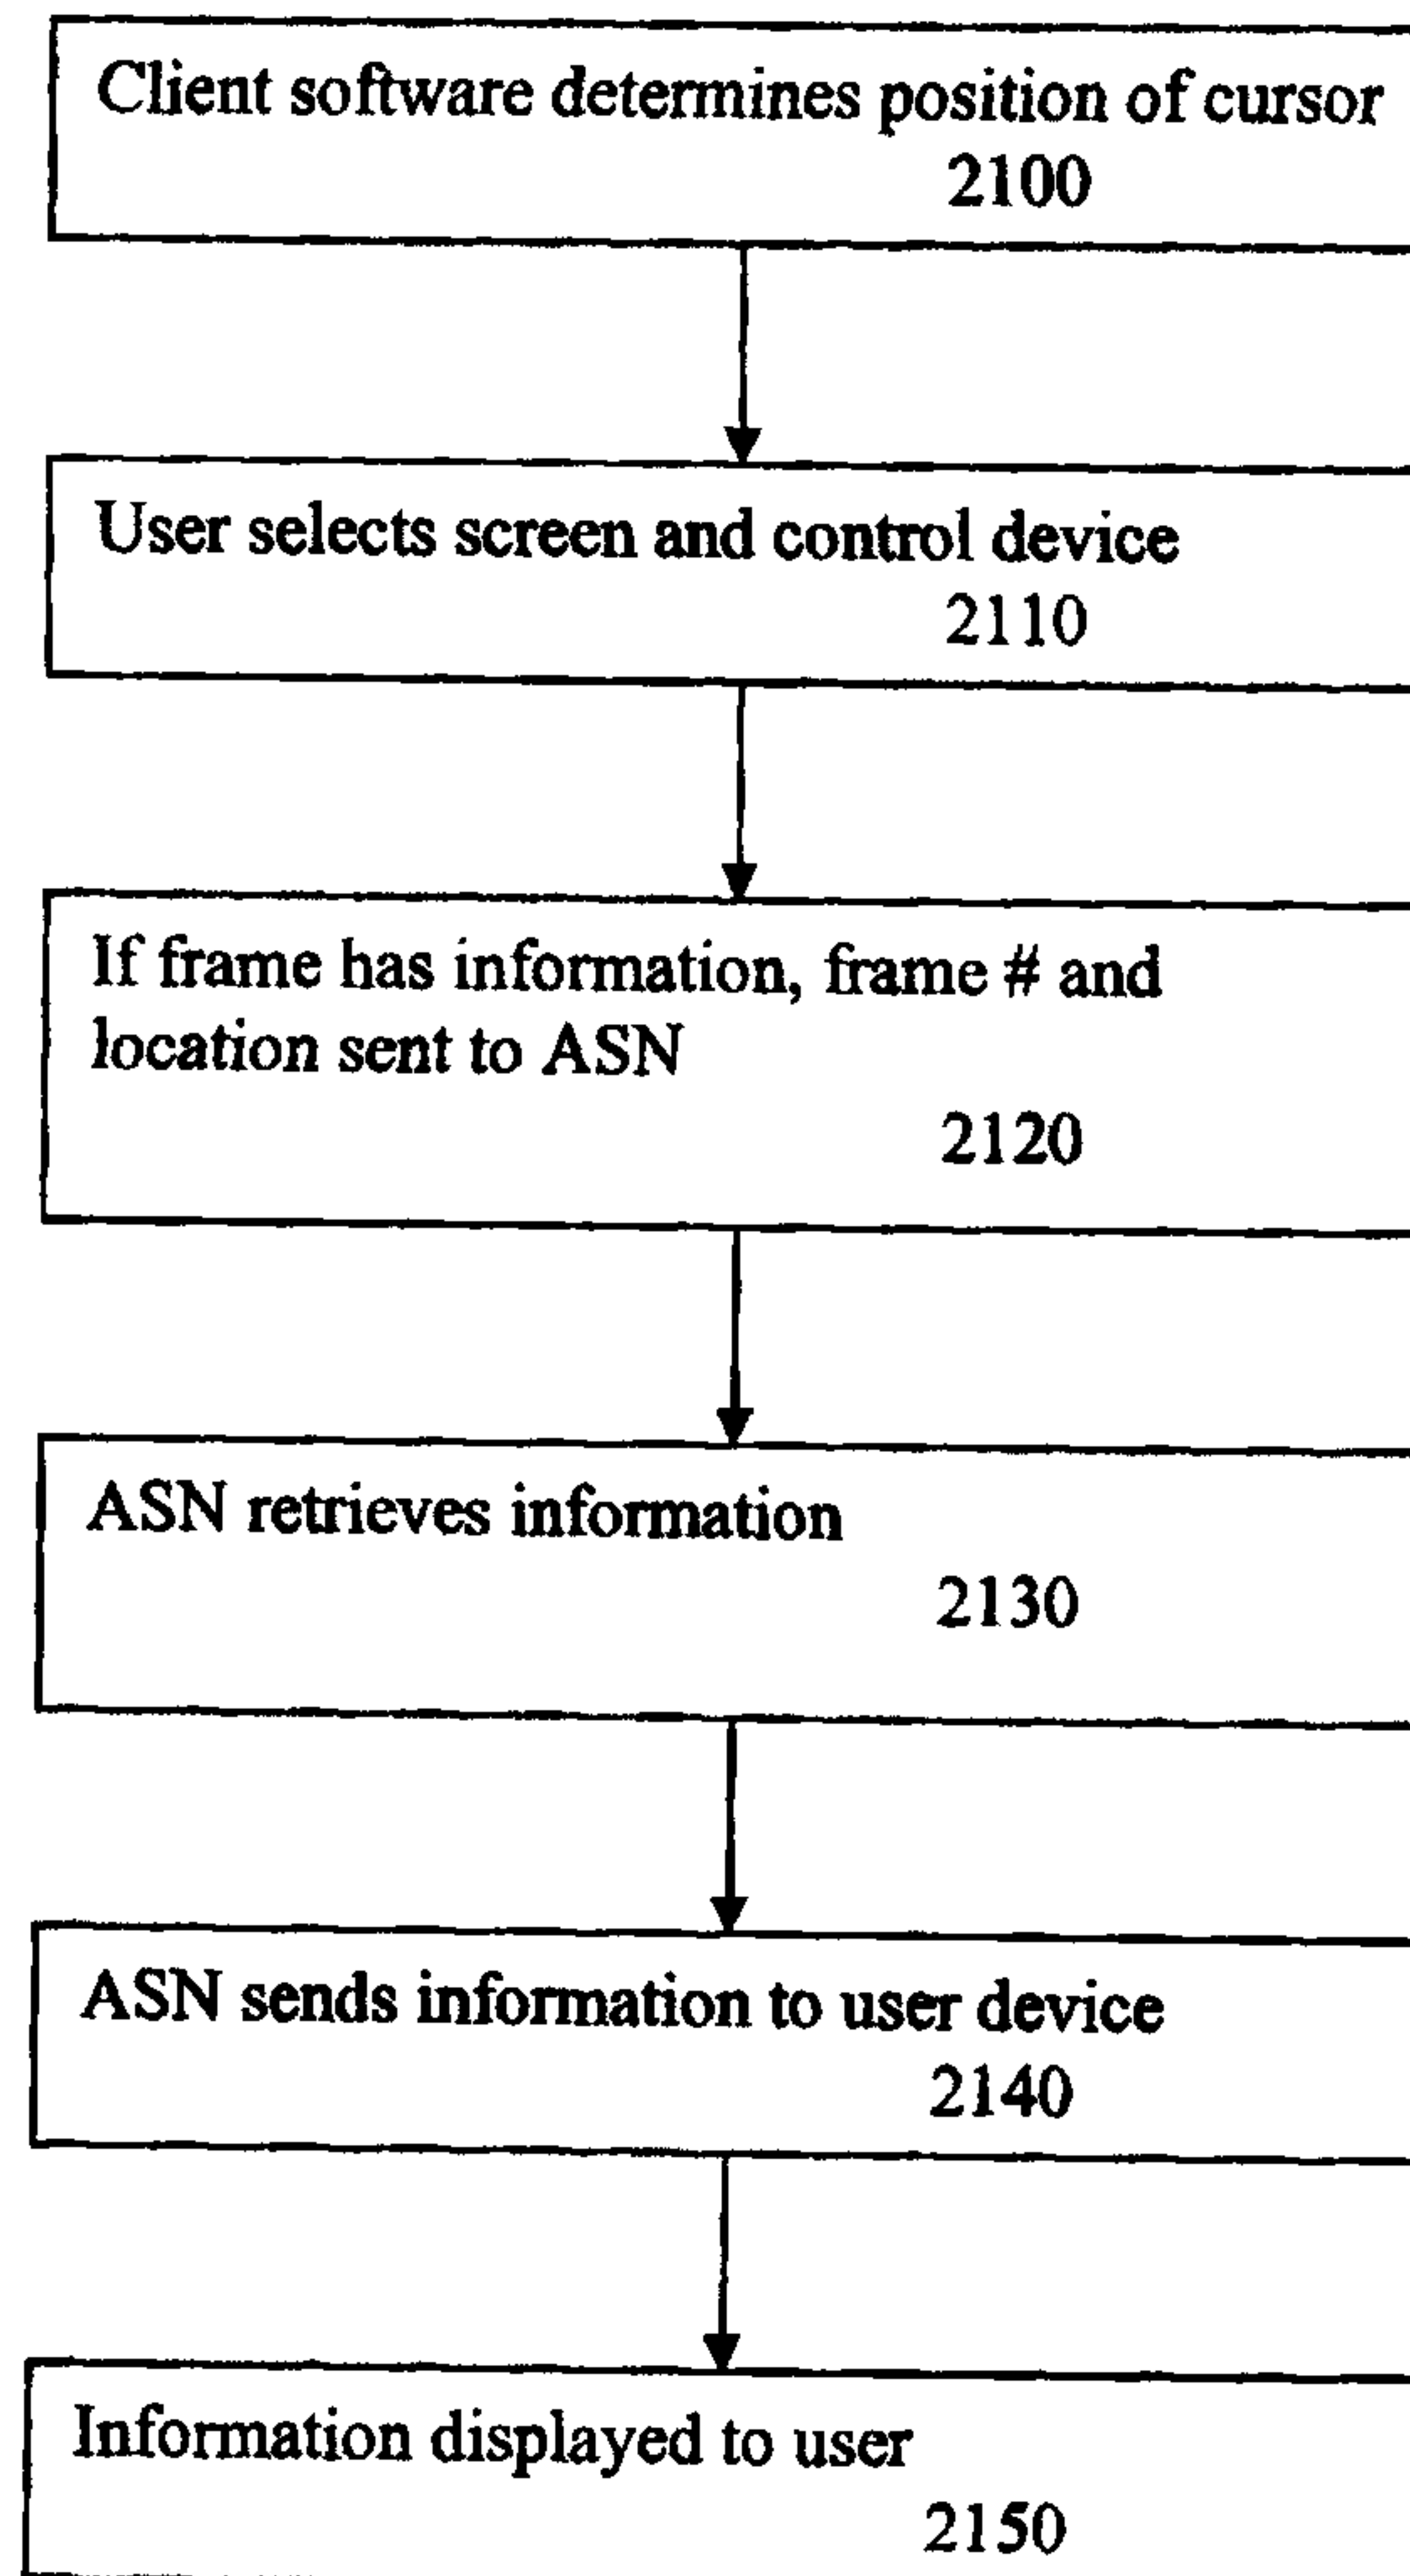 Client software determines position of cursor
2100
User selects screen and control device
2110
If frame has information, frame # and
location sent to ASN
2120
ASN retrieves information
2130
ASN sends information to user device
2140
Information displayed to user
2150